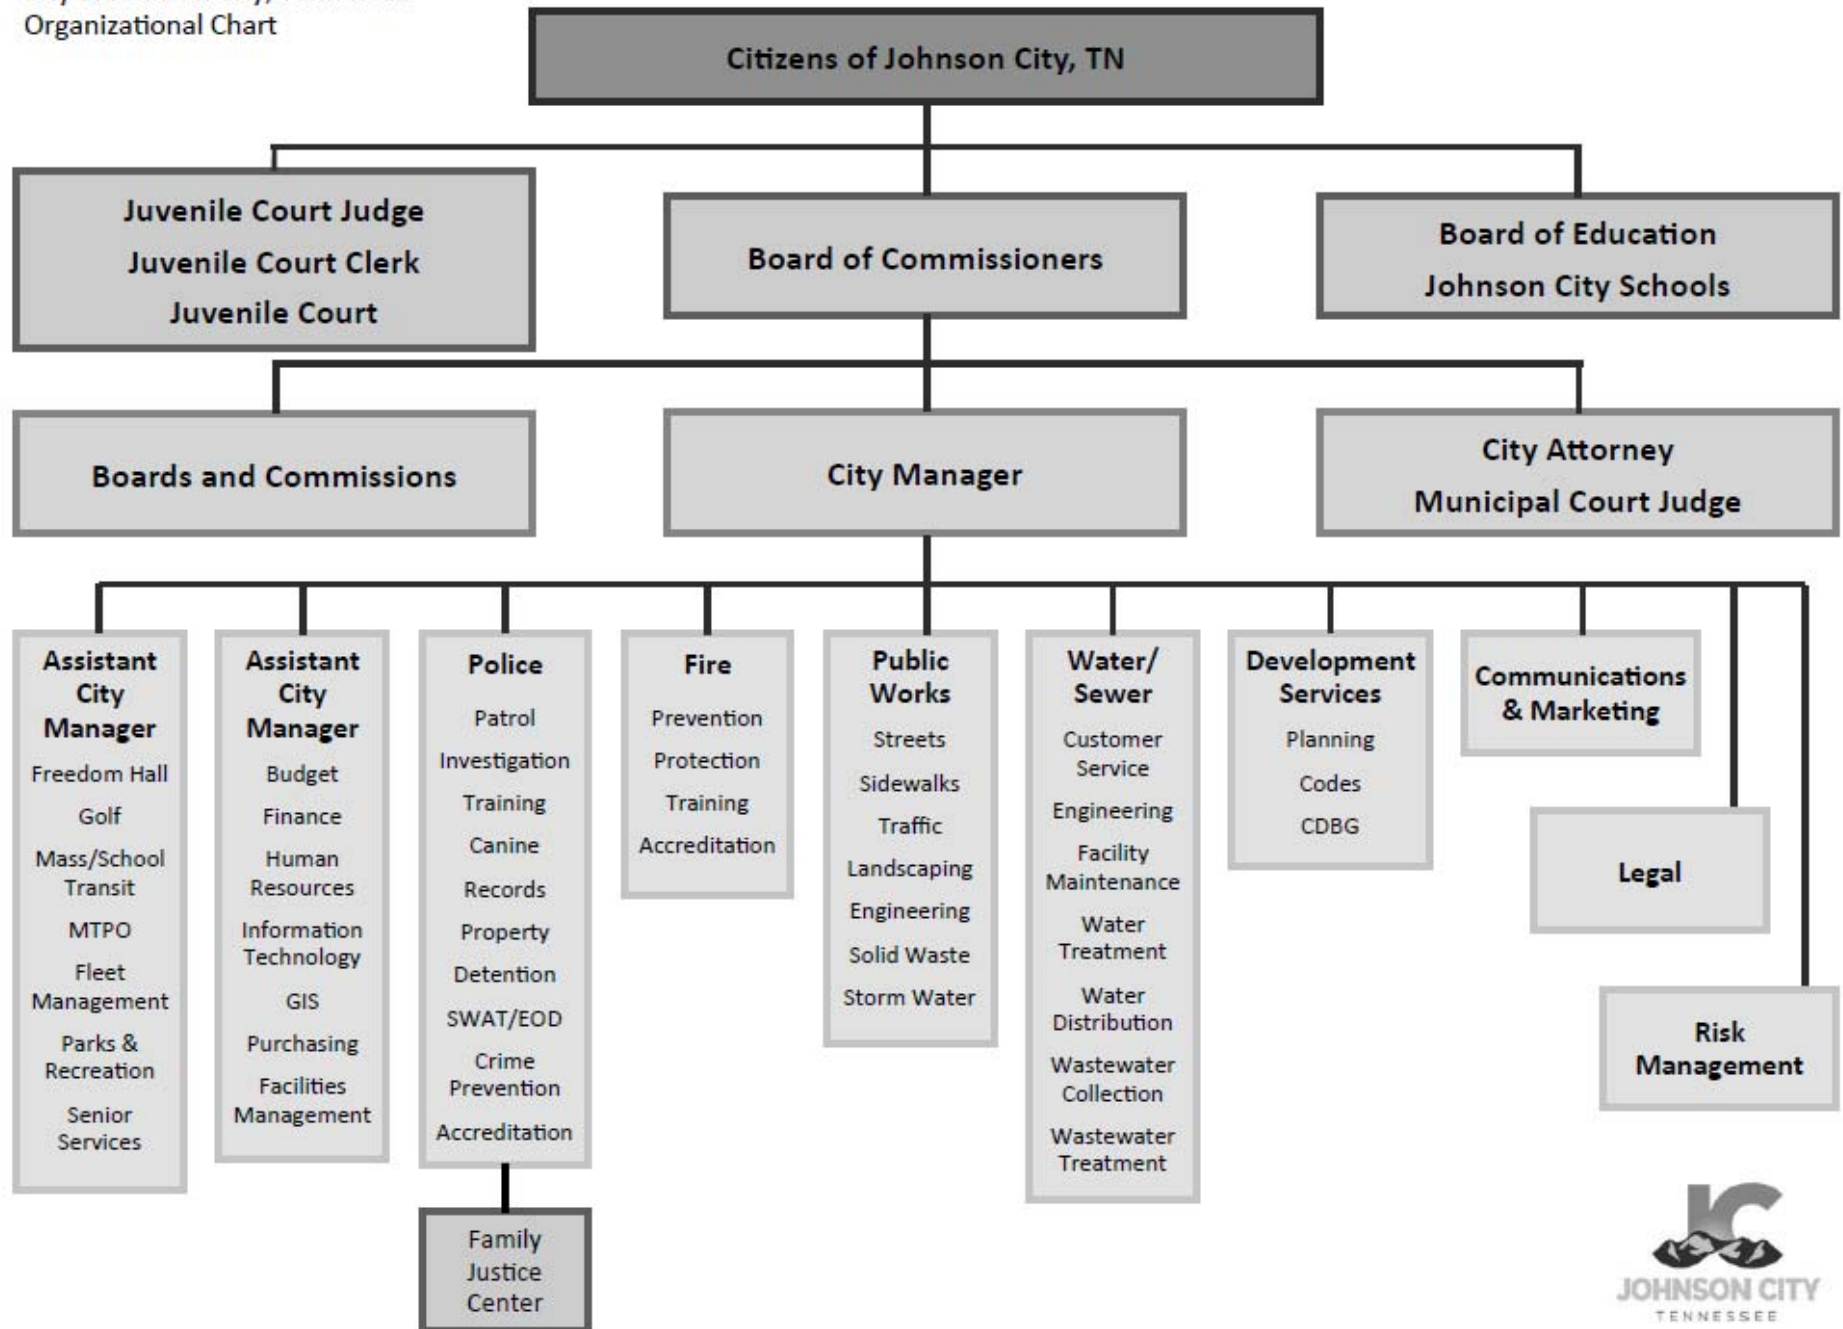 Organizational Chart
Citizens of Johnson City, TN
Juvenile Court Judge
Juvenile Court Clerk
Juvenile Court
Board of Commissioners
Board of Education
Johnson City Schools
Boards and Commissions
City Manager
City Attorney
Municipal Court Judge
Assistant
City
Manager
Freedom Hall
Golf
Mass/School
Transit
MTPO
Fleet
Management
Parks &
Recreation
Senior
Services
Assistant
City
Manager
Budget
Finance
Human
Resources
Information
Technology
GIS
Purchasing
Facilities
Management
Police
Patrol
Investigation
Training
Canine
Records
Property
Detention
SWAT/EOD
Crime
Prevention
Accreditation
Family
Justice
Center
Fire
Prevention
Protection
Training
Accreditation
Public
Works
Streets
Sidewalks
Traffic
Landscaping
Engineering
Solid Waste
Storm Water
Water/
Sewer
Customer
Service
Engineering
Facility
Maintenance
Water
Treatment
Water
Distribution
Wastewater
Collection
Wastewater
Treatment
Development
Services
Planning
Codes
CDBG
Communications
& Marketing
Legal
Risk
Management
JC
JOHNSON CITY
TENNESSEE